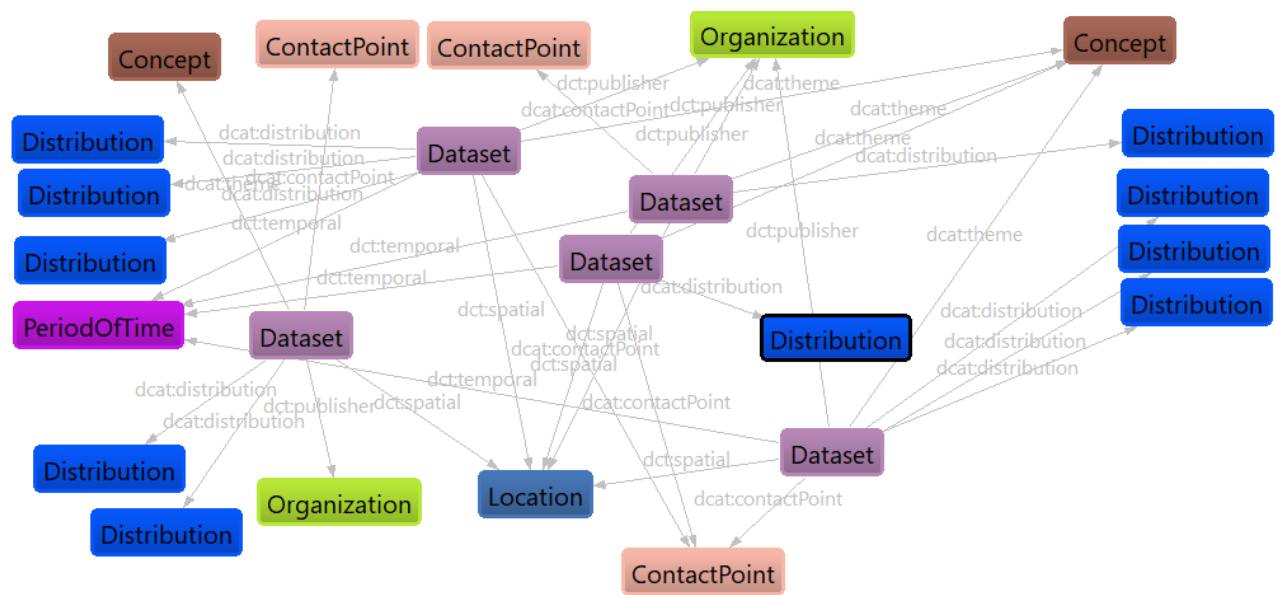 Organization
ContactPoint
ContactPoint
Concept
Concept
dct:publisher
dcat:theme
dcat:contactPoint
dct:publisher
dcat:theme
dcat:distribution
dct:publisher
dcat:theme
Distribution
Distribution
Dataset
dcat:distribution
dcat:distribution
dcat:theme
dcat:contactPoint
Distribution
dcat:distribution
Dataset
Distribution
dct:temporal
dct:publisher
dcat:theme
dct:temporal
Distribution
Distribution
Dataset
dct:temporal
dcat:distribution
Distribution
dct:spatial
dcat:distribution
PeriodOfTime
Dataset
dct:spatial
Distribution
dcat:distribution
dcat:contactPoint
dct:spatial
dcat:distribution
dct:temporal
dcat:distribution
dct:publisher
dct:spatial
dcat:contactPoint
dcat:distribution
Dataset
dct:spatial
Distribution
Location
dcat:contactPoint
Organization
Distribution
ContactPoint